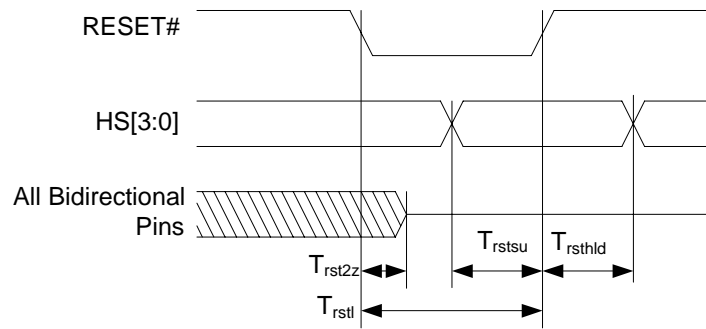 RESET#
HS[3:0]
All Bidirectional
Pins
Trst2z
Trstsu
Trsthld
Trstl